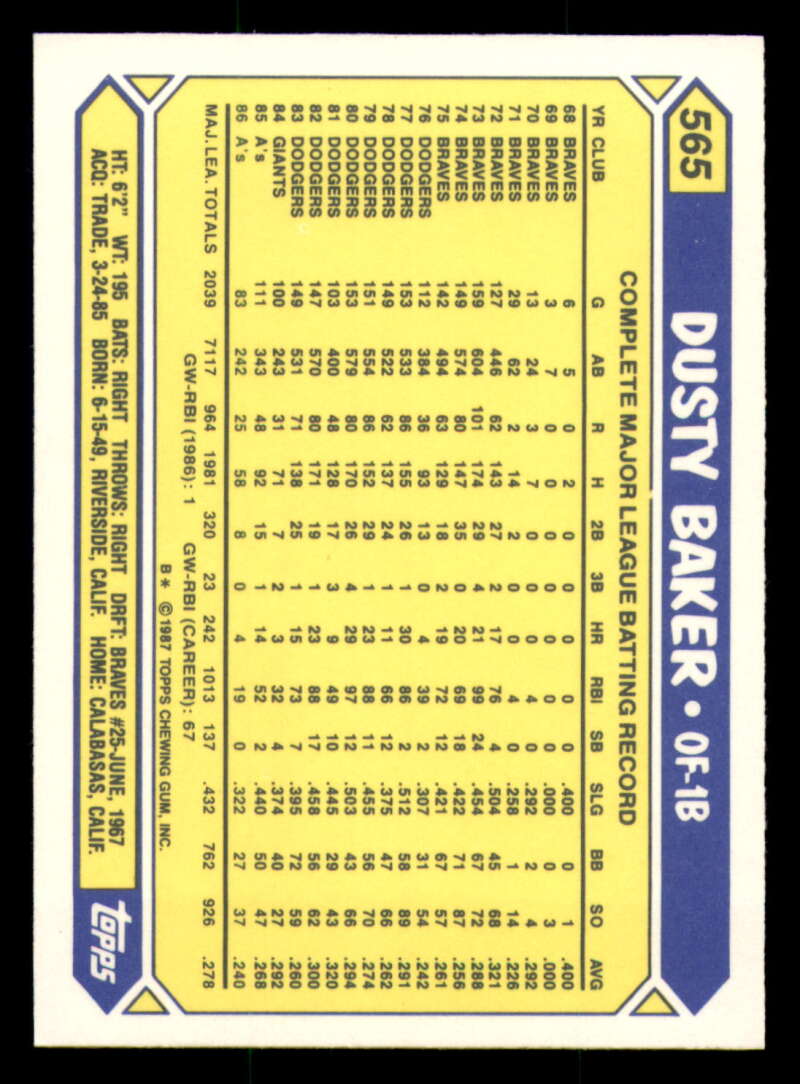 565 DUSTY BAKER • OF-1B
COMPLETE MAJOR LEAGUE BATTING RECORD
YR CLUB G AB R H 2B 3B HR RBI SB SLG BB SO AVG
68 BRAVES 6 5 0 2 0 0 0 0 0 .400 0 1 .400
69 BRAVES 3 7 0 0 0 0 0 0 0 .000 0 3 .000
70 BRAVES 13 24 3 7 0 0 0 4 0 .292 2 4 .292
71 BRAVES 29 62 2 14 2 0 0 4 0 .258 1 14 .226
72 BRAVES 127 446 62 143 27 2 17 76 4 .504 45 68 .321
73 BRAVES 159 604 101 174 29 4 21 99 24 .454 67 72 .288
74 BRAVES 149 574 80 147 35 0 20 69 18 .422 71 87 .256
75 BRAVES 142 494 63 129 18 2 19 72 12 .421 67 57 .261
76 DODGERS 112 384 36 93 13 0 4 39 2 .307 31 54 .242
77 DODGERS 153 533 86 155 26 1 30 86 2 .512 58 89 .291
78 DODGERS 149 522 62 137 24 1 11 66 12 .375 47 66 .262
79 DODGERS 151 554 86 152 29 1 23 88 11 .455 56 70 .274
80 DODGERS 153 579 80 170 26 4 29 97 12 .503 43 66 .294
81 DODGERS 103 400 48 128 17 3 9 49 10 .445 29 43 .320
82 DODGERS 147 570 80 171 19 1 23 88 17 .458 56 62 .300
83 DODGERS 149 531 71 138 25 1 15 73 7 .395 72 59 .260
84 GIANTS 100 243 31 71 7 2 3 32 4 .374 40 27 .292
85 A's 111 343 48 92 15 1 14 52 2 .440 50 47 .268
86 A's 83 242 25 58 8 0 4 19 0 .322 27 37 .240
MAJ. LEA. TOTALS 2039 7117 964 1981 320 23 242 1013 137 .432 762 926 .278
GW-RBI (1986): 1 GW-RBI (CAREER): 67
B* ©1987 TOPPS CHEWING GUM, INC.
HT: 6'2" WT: 195 BATS: RIGHT THROWS: RIGHT DRFT: BRAVES #25-JUNE, 1967
ACQ: TRADE, 3-24-85 BORN: 6-15-49, RIVERSIDE, CALIF. HOME: CALABASAS, CALIF.
topps